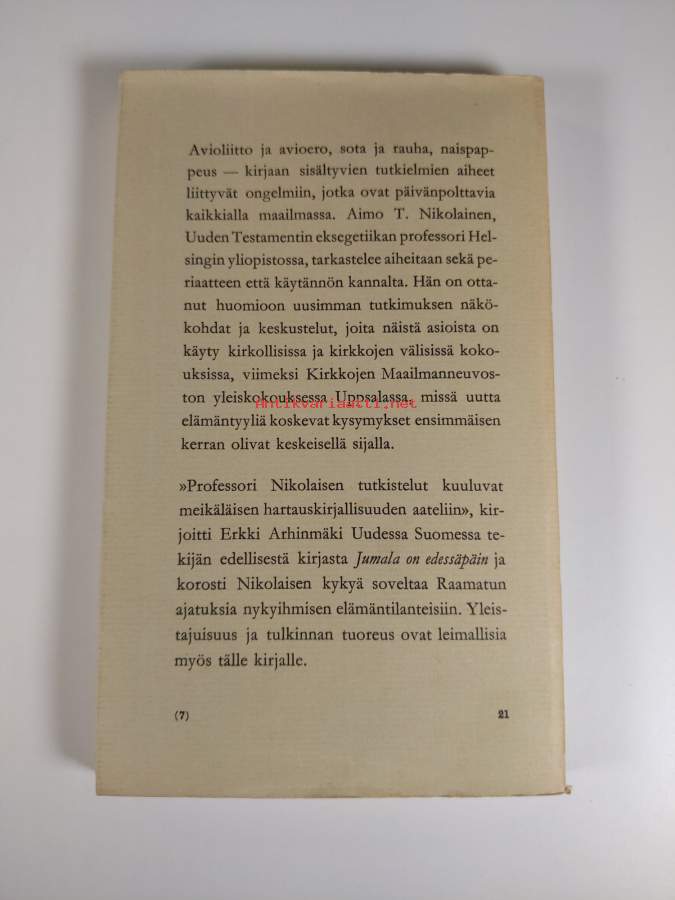 Avioliitto ja avioero, sota ja rauha, naispap-
peus — kirjaan sisältyvien tutkielmien aiheet
liittyvät ongelmiin, jotka ovat päivänpolttavia
kaikkialla maailmassa. Aimo T. Nikolainen,
Uuden Testamentin eksegetiikan professori Hel-
singin yliopistossa, tarkastelee aiheitaan sekä pe-
riaatteen että käytännön kannalta. Hän on otta-
nut huomioon uusimman tutkimuksen näkö-
kohdat ja keskustelut, joita näistä asioista on
käyty kirkollisissa ja kirkkojen välisissä koko-
uksissa, viimeksi Kirkkojen Maailmanneuvos-
ton yleiskokouksessa Uppsalassa, missä uutta
Antikvariaatti.net
elämäntyyliä koskevat kysymykset ensimmäisen
kerran olivat keskeisellä sijalla.
»Professori Nikolaisen tutkistelut kuuluvat
meikäläisen hartauskirjallisuuden aateliin», kir-
joitti Erkki Arhinmäki Uudessa Suomessa te-
kijän edellisestä kirjasta Jumala on edessäpäin ja
korosti Nikolaisen kykyä soveltaa Raamatun
ajatuksia nykyihmisen elämäntilanteisiin. Yleis-
tajuisuus ja tulkinnan tuoreus ovat leimallisia
myös tälle kirjalle.
(7) 21